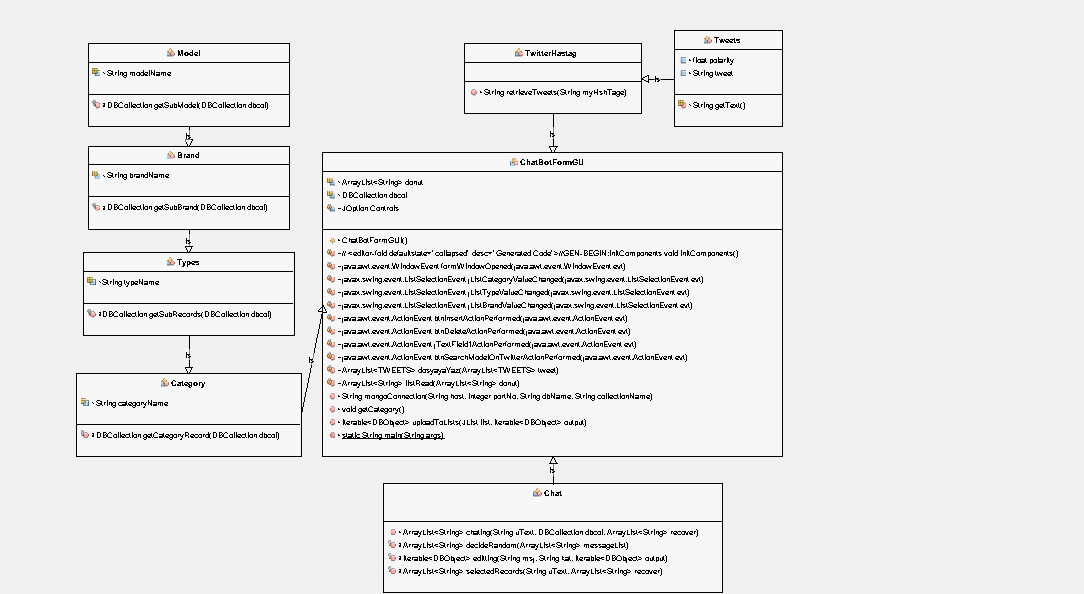 Model
String modelName
DBCollection getSubModel(DBCollection dbcol)
Is
Brand
String brandName
DBCollection getSubBrand(DBCollection dbcol)
Is
Types
String typeName
DBCollection getSubRecords(DBCollection dbcol)
Is
Category
String categoryName
DBCollection getCategoryRecord(DBCollection dbcol)
Is
TwitterHastag
String retrieveTweets(String myHshTage)
Is
Tweets
float polarity
String tweet
String getText()
Is
ChatBotFormGUI
ArrayList<String> donut
DBCollection dbcol
JOption Controls
ChatBotFormGUI()
~// <editor-fold defaultstate="collapsed" desc="Generated Code">//GEN-BEGIN:initComponents void initComponents()
~java.awt.event.WindowEvent formWindowOpened(java.awt.event.WindowEvent evt)
~javax.swing.event.ListSelectionEvent jListCategoryValueChanged(javax.swing.event.ListSelectionEvent evt)
~javax.swing.event.ListSelectionEvent jListTypeValueChanged(javax.swing.event.ListSelectionEvent evt)
~javax.swing.event.ListSelectionEvent jListBrandValueChanged(javax.swing.event.ListSelectionEvent evt)
~java.awt.event.ActionEvent btnInsertActionPerformed(java.awt.event.ActionEvent evt)
~java.awt.event.ActionEvent btnDeleteActionPerformed(java.awt.event.ActionEvent evt)
~java.awt.event.ActionEvent jTextField1ActionPerformed(java.awt.event.ActionEvent evt)
~java.awt.event.ActionEvent btnSearchModelOnTwitterActionPerformed(java.awt.event.ActionEvent evt)
~ArrayList<TWEETS> dosyayaYaz(ArrayList<TWEETS> tweet)
~ArrayList<String> listRead(ArrayList<String> donut)
String mongoConnection(String host, Integer portNo, String dbName, String collectionName)
void getCategory()
Iterable<DBObject> uploadToLists(JList list, Iterable<DBObject> output)
static String main(String args)
Is
Chat
ArrayList<String> chating(String uText, DBCollection dbcol, ArrayList<String> recover)
ArrayList<String> decideRandom(ArrayList<String> messageList)
Iterable<DBObject> editing(String msj, String kat, Iterable<DBObject> output)
ArrayList<String> selectedRecords(String uText, ArrayList<String> recover)